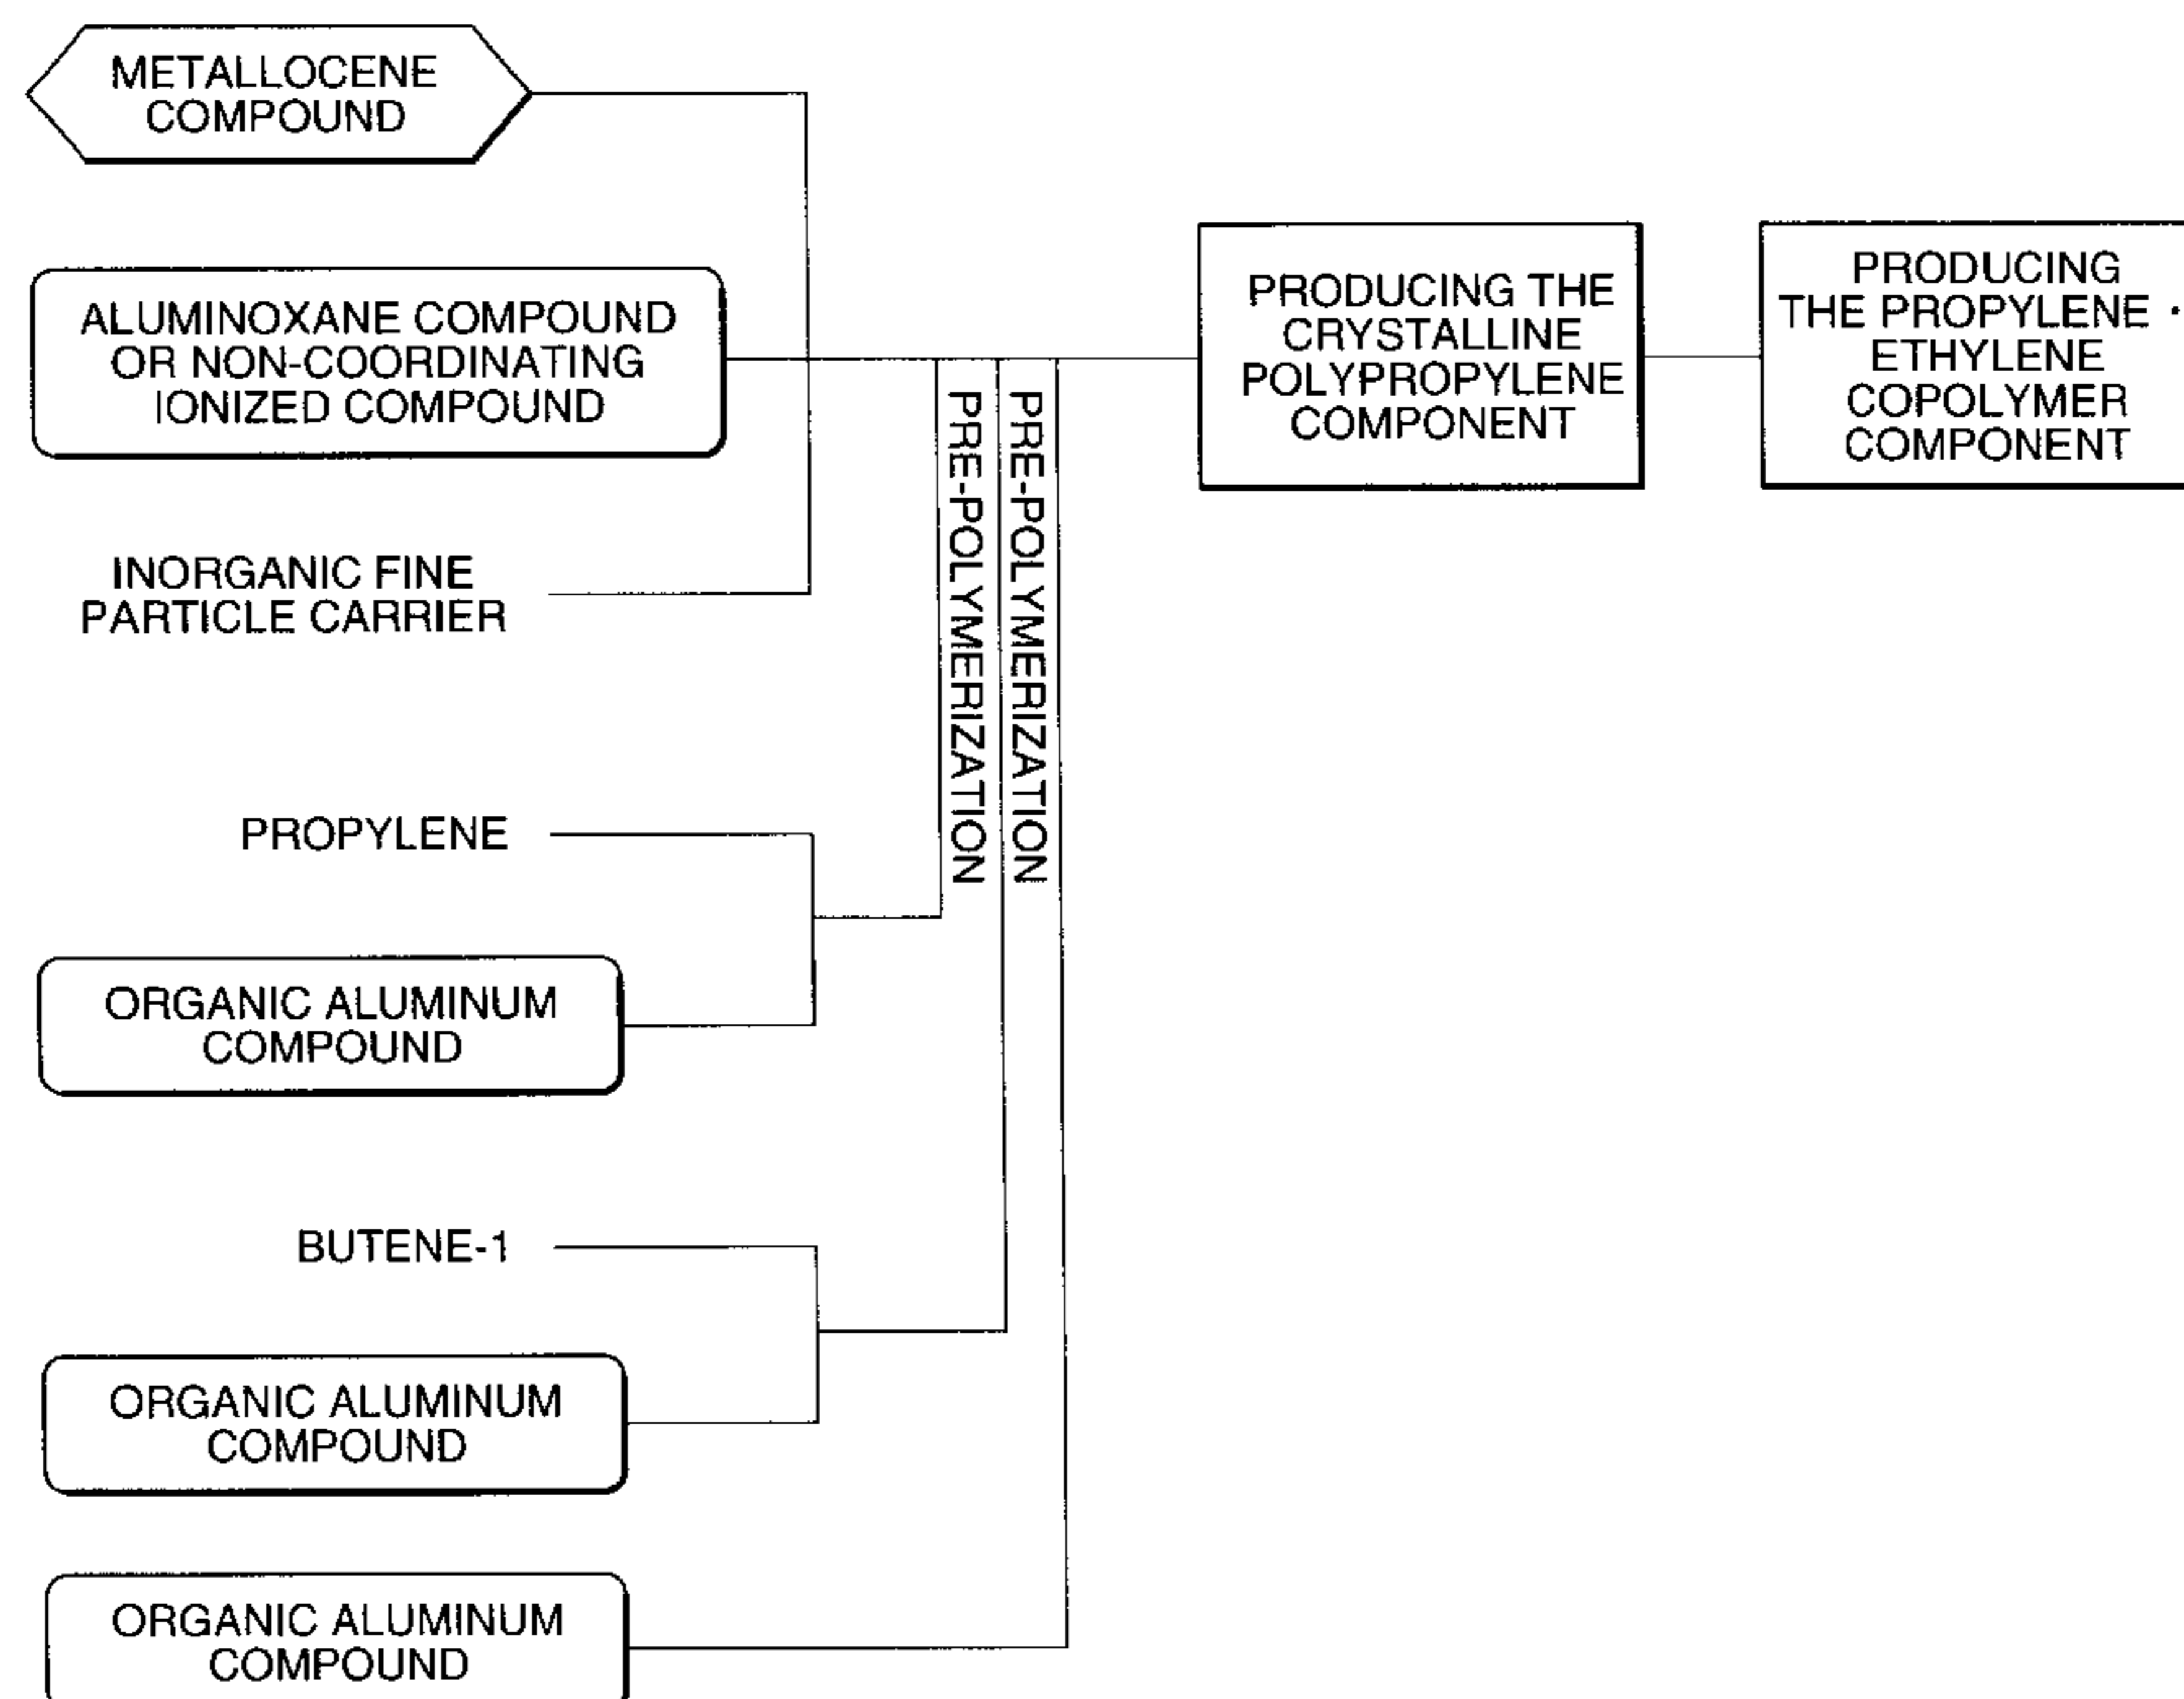 METALLOCENE
COMPOUND
ALUMINOXANE COMPOUND
OR NON-COORDINATING
IONIZED COMPOUND
INORGANIC FINE
PARTICLE CARRIER
PROPYLENE
ORGANIC ALUMINUM
COMPOUND
BUTENE-1
ORGANIC ALUMINUM
COMPOUND
ORGANIC ALUMINUM
COMPOUND
PRE-POLYMERIZATION
PRE-POLYMERIZATION
PRODUCING THE
CRYSTALLINE
POLYPROPYLENE
COMPONENT
PRODUCING
THE PROPYLENE ·
ETHYLENE
COPOLYMER
COMPONENT